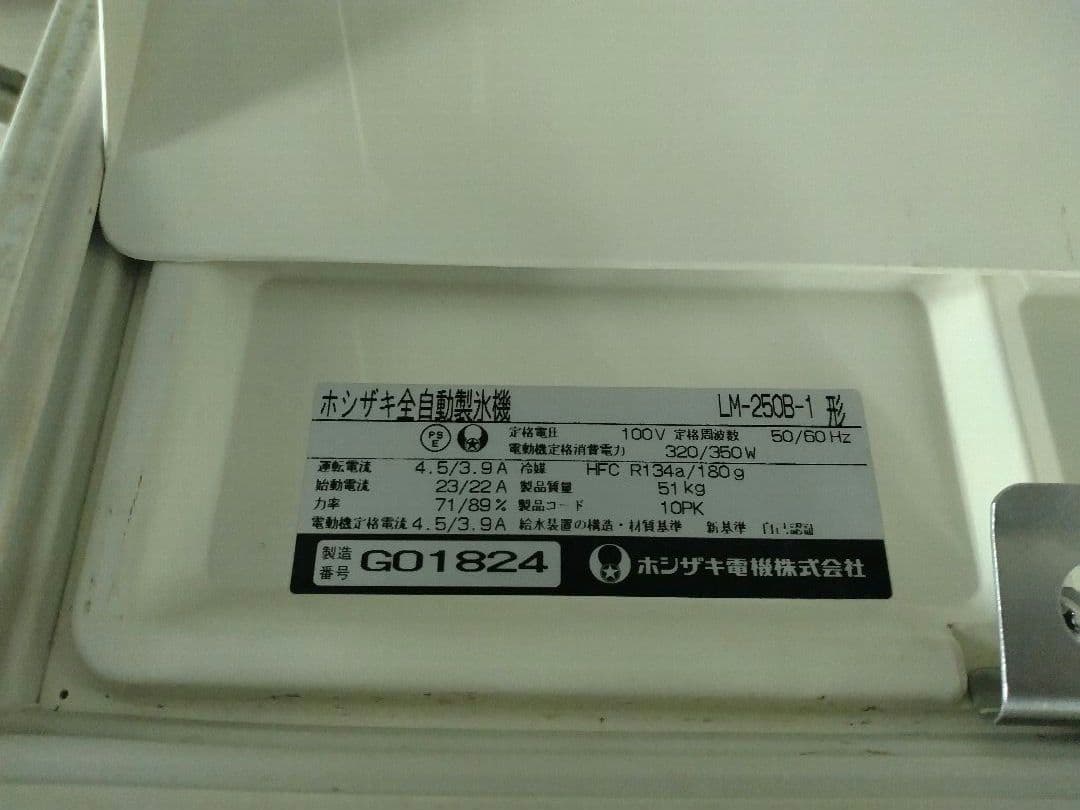 ホシザキ全自動製氷機 LM-250B-1 形
PS E 定格電圧 100V 定格周波数 50/60Hz
電動機定格消費電力 320/350W
運転電流 4.5/3.9A 冷媒 HFC R134a/180g
始動電流 23/22A 製品質量 51kg
力率 71/89% 製品コード 10PK
電動機定格電流 4.5/3.9A 給水装置の構造・材質基準 新基準 自己認証
製造番号 G01824 ホシザキ電機株式会社